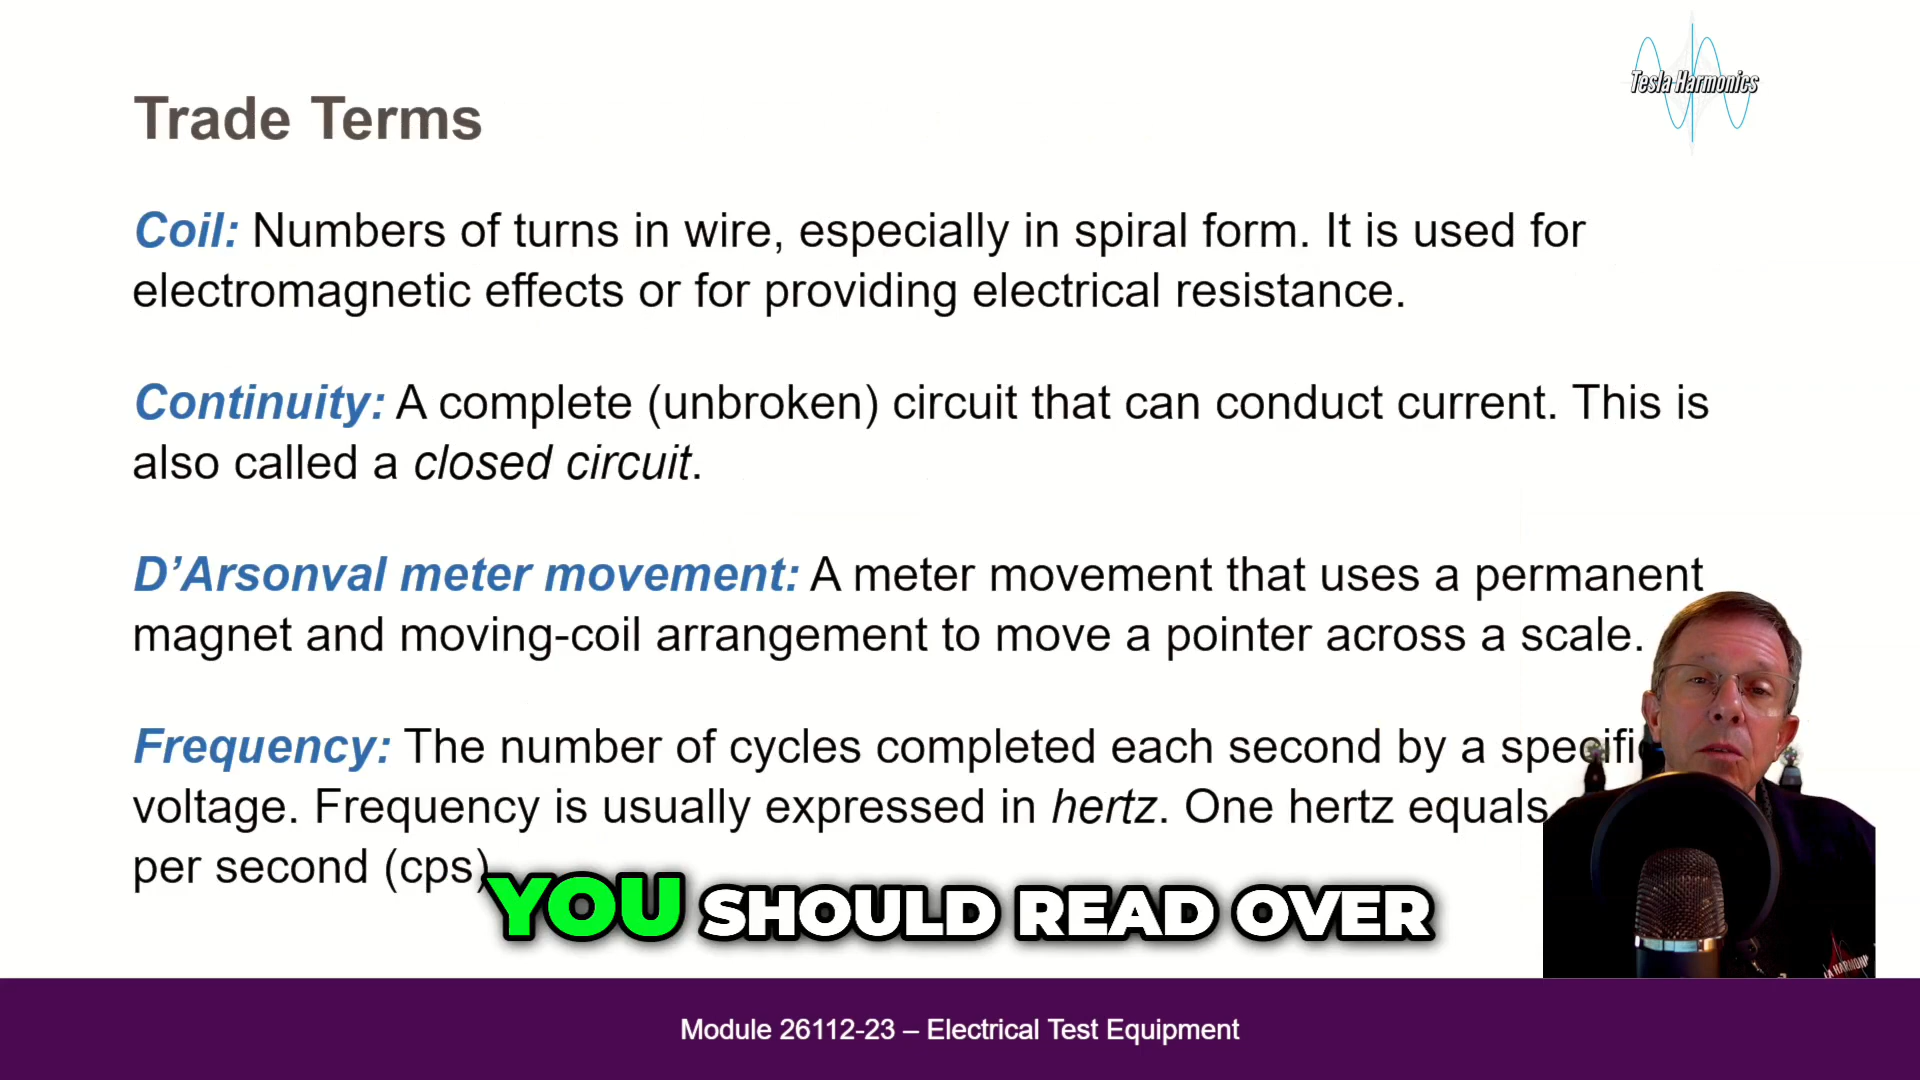 Tesla Harmonics
Trade Terms
Coil: Numbers of turns in wire, especially in spiral form. It is used for
electromagnetic effects or for providing electrical resistance.
Continuity: A complete (unbroken) circuit that can conduct current. This is
also called a closed circuit.
D’Arsonval meter movement: A meter movement that uses a permanent
magnet and moving-coil arrangement to move a pointer across a scale.
Frequency: The number of cycles completed each second by a specific
voltage. Frequency is usually expressed in hertz. One hertz equals
per second (cps)
YOU SHOULD READ OVER
Module 26112-23 – Electrical Test Equipment